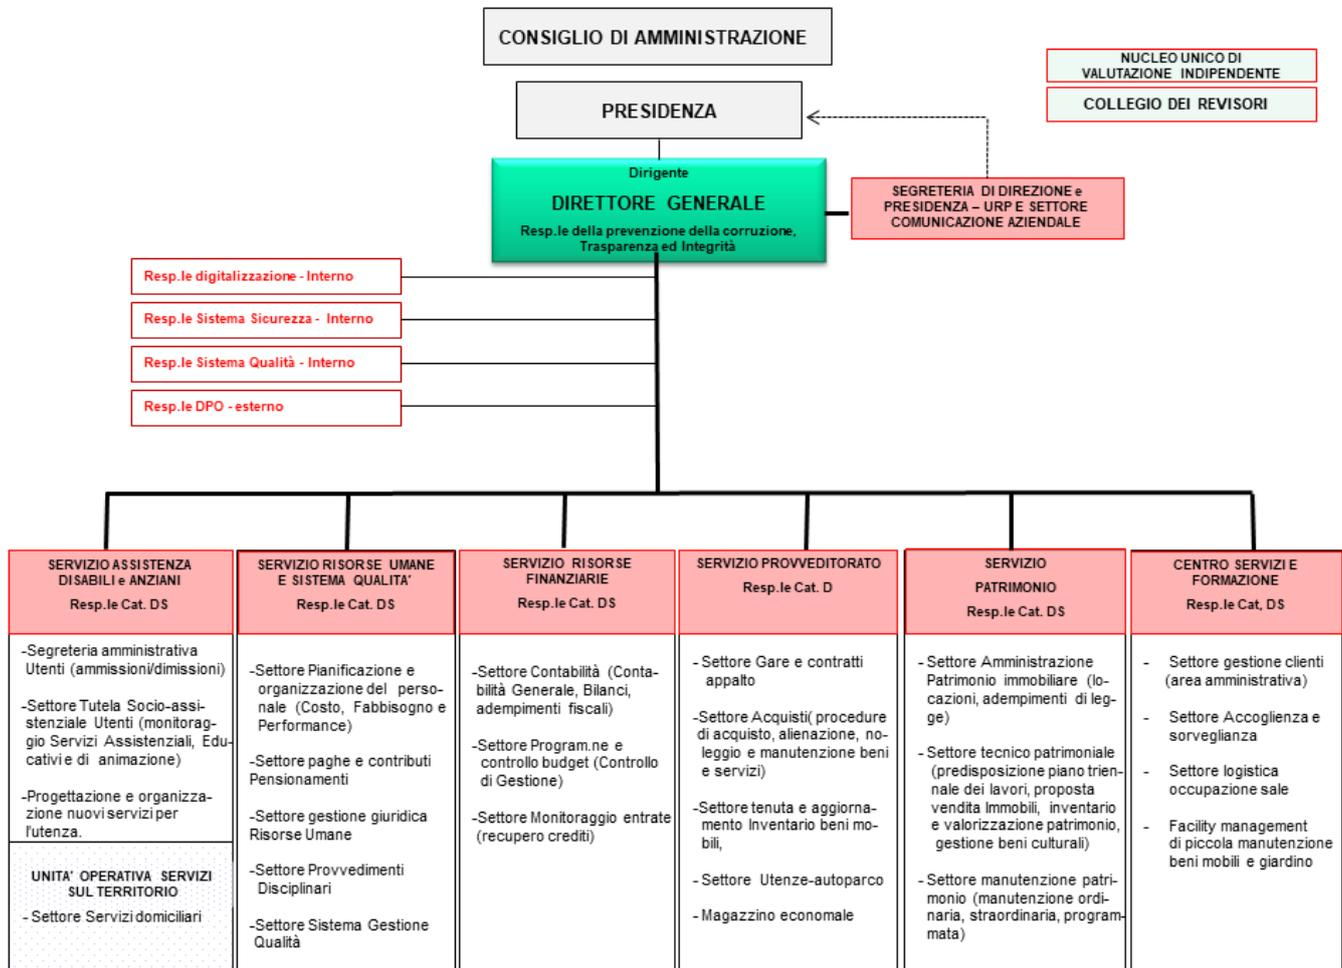 CONSIGLIO DI AMMINISTRAZIONE
NUCLEO UNICO DI
VALUTAZIONE INDIPENDENTE
COLLEGIO DEI REVISORI
PRESIDENZA
Dirigente
DIRETTORE GENERALE
Resp.le della prevenzione della corruzione,
Trasparenza ed Integrità
SEGRETERIA DI DIREZIONE e
PRESIDENZA – URP E SETTORE
COMUNICAZIONE AZIENDALE
Resp.le digitalizzazione - Interno
Resp.le Sistema Sicurezza - Interno
Resp.le Sistema Qualità - Interno
Resp.le DPO - esterno
SERVIZIO ASSISTENZA
DISABILI e ANZIANI
Resp.le Cat. DS
-Segreteria amministrativa
Utenti (ammissioni/dimissioni)
-Settore Tutela Socio-assi-
stenziale Utenti (monitorag-
gio Servizi Assistenziali, Edu-
cativi e di animazione)
-Progettazione e organizza-
zione nuovi servizi per
l'utenza.
UNITA' OPERATIVA SERVIZI
SUL TERRITORIO
- Settore Servizi domiciliari
SERVIZIO RISORSE UMANE
E SISTEMA QUALITA'
Resp.le Cat. DS
-Settore Pianificazione e
organizzazione del perso-
nale (Costo, Fabbisogno e
Performance)
-Settore paghe e contributi
Pensionamenti
-Settore gestione giuridica
Risorse Umane
-Settore Provvedimenti
Disciplinari
-Settore Sistema Gestione
Qualità
SERVIZIO RISORSE
FINANZIARIE
Resp.le Cat. DS
-Settore Contabilità (Conta-
bilità Generale, Bilanci,
adempimenti fiscali)
-Settore Program.ne e
controllo budget (Controllo
di Gestione)
-Settore Monitoraggio entrate
(recupero crediti)
SERVIZIO PROVVEDITORATO
Resp.le Cat. D
- Settore Gare e contratti
appalto
-Settore Acquisti( procedure
di acquisto, alienazione, no-
leggio e manutenzione beni
e servizi)
-Settore tenuta e aggiorna-
mento Inventario beni mo-
bili,
- Settore Utenze-autoparco
- Magazzino economale
SERVIZIO
PATRIMONIO
Resp.le Cat. DS
- Settore Amministrazione
Patrimonio immobiliare (lo-
cazioni, adempimenti di leg-
ge)
- Settore tecnico patrimoniale
(predisposizione piano trien-
nale dei lavori, proposta
vendita Immobili, inventario
e valorizzazione patrimonio,
gestione beni culturali)
- Settore manutenzione patri-
monio (manutenzione ordi-
naria, straordinaria, program-
mata)
CENTRO SERVIZI E
FORMAZIONE
Resp.le Cat, DS
- Settore gestione clienti
(area amministrativa)
- Settore Accoglienza e
sorveglianza
- Settore logistica
occupazione sale
- Facility management
di piccola manutenzione
beni mobili e giardino